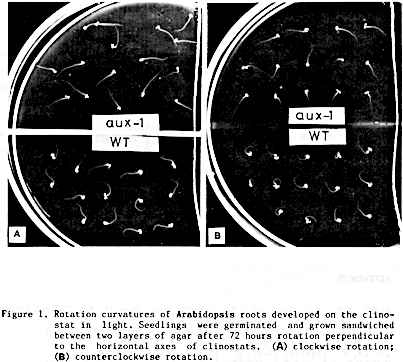 aux-1
WT
A
aux-1
WT
B
Figure 1. Rotation curvatures of Arabidopsis roots developed on the clino-
stat in light. Seedlings were germinated and grown sandwiched
between two layers of agar after 72 hours rotation perpendicular
to the horizontal axes of clinostats. (A) clockwise rotation;
(B) counterclockwise rotation.